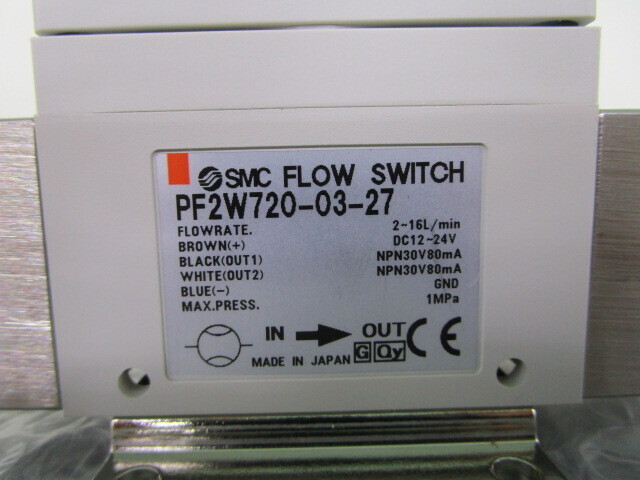 SMC FLOW SWITCH
PF2W720-03-27
FLOWRATE. 2-16L/min
BROWN(+) DC12-24V
BLACK(OUT1) NPN30V80mA
WHITE(OUT2) NPN30V80mA
BLUE(-) GND
MAX.PRESS. 1MPa
IN OUT
MADE IN JAPAN G Qy CE